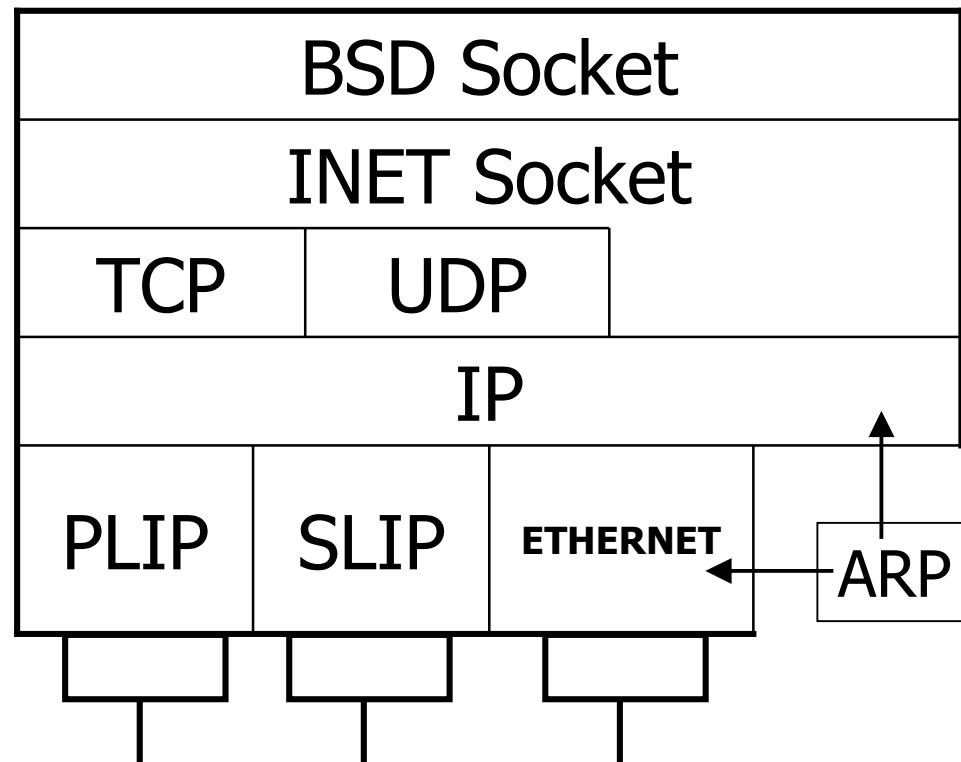 BSD Socket
INET Socket
TCP
UDP
IP
PLIP
SLIP
ETHERNET
ARP